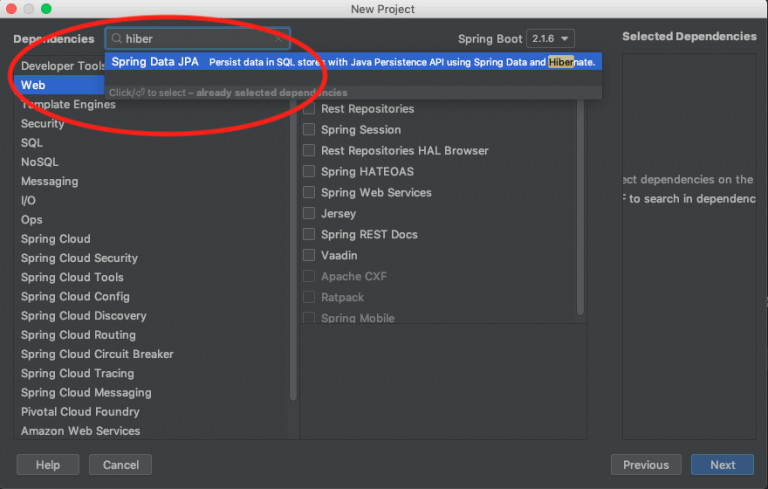 New Project
Dependencies
hiber
Spring Boot
2.1.6
Selected Dependencies
Spring Data JPA Persist data in SQL stores with Java Persistence API using Spring Data and Hibernate.
Click/⏎ to select – already selected dependencies
Developer Tools
Web
Template Engines
Security
SQL
NoSQL
Messaging
I/O
Ops
Spring Cloud
Spring Cloud Security
Spring Cloud Tools
Spring Cloud Config
Spring Cloud Discovery
Spring Cloud Routing
Spring Cloud Circuit Breaker
Spring Cloud Tracing
Spring Cloud Messaging
Pivotal Cloud Foundry
Amazon Web Services
Rest Repositories
Spring Session
Rest Repositories HAL Browser
Spring HATEOAS
Spring Web Services
Jersey
Spring REST Docs
Vaadin
Apache CXF
Ratpack
Spring Mobile
ect dependencies on the
F to search in dependenc
Help
Cancel
Previous
Next